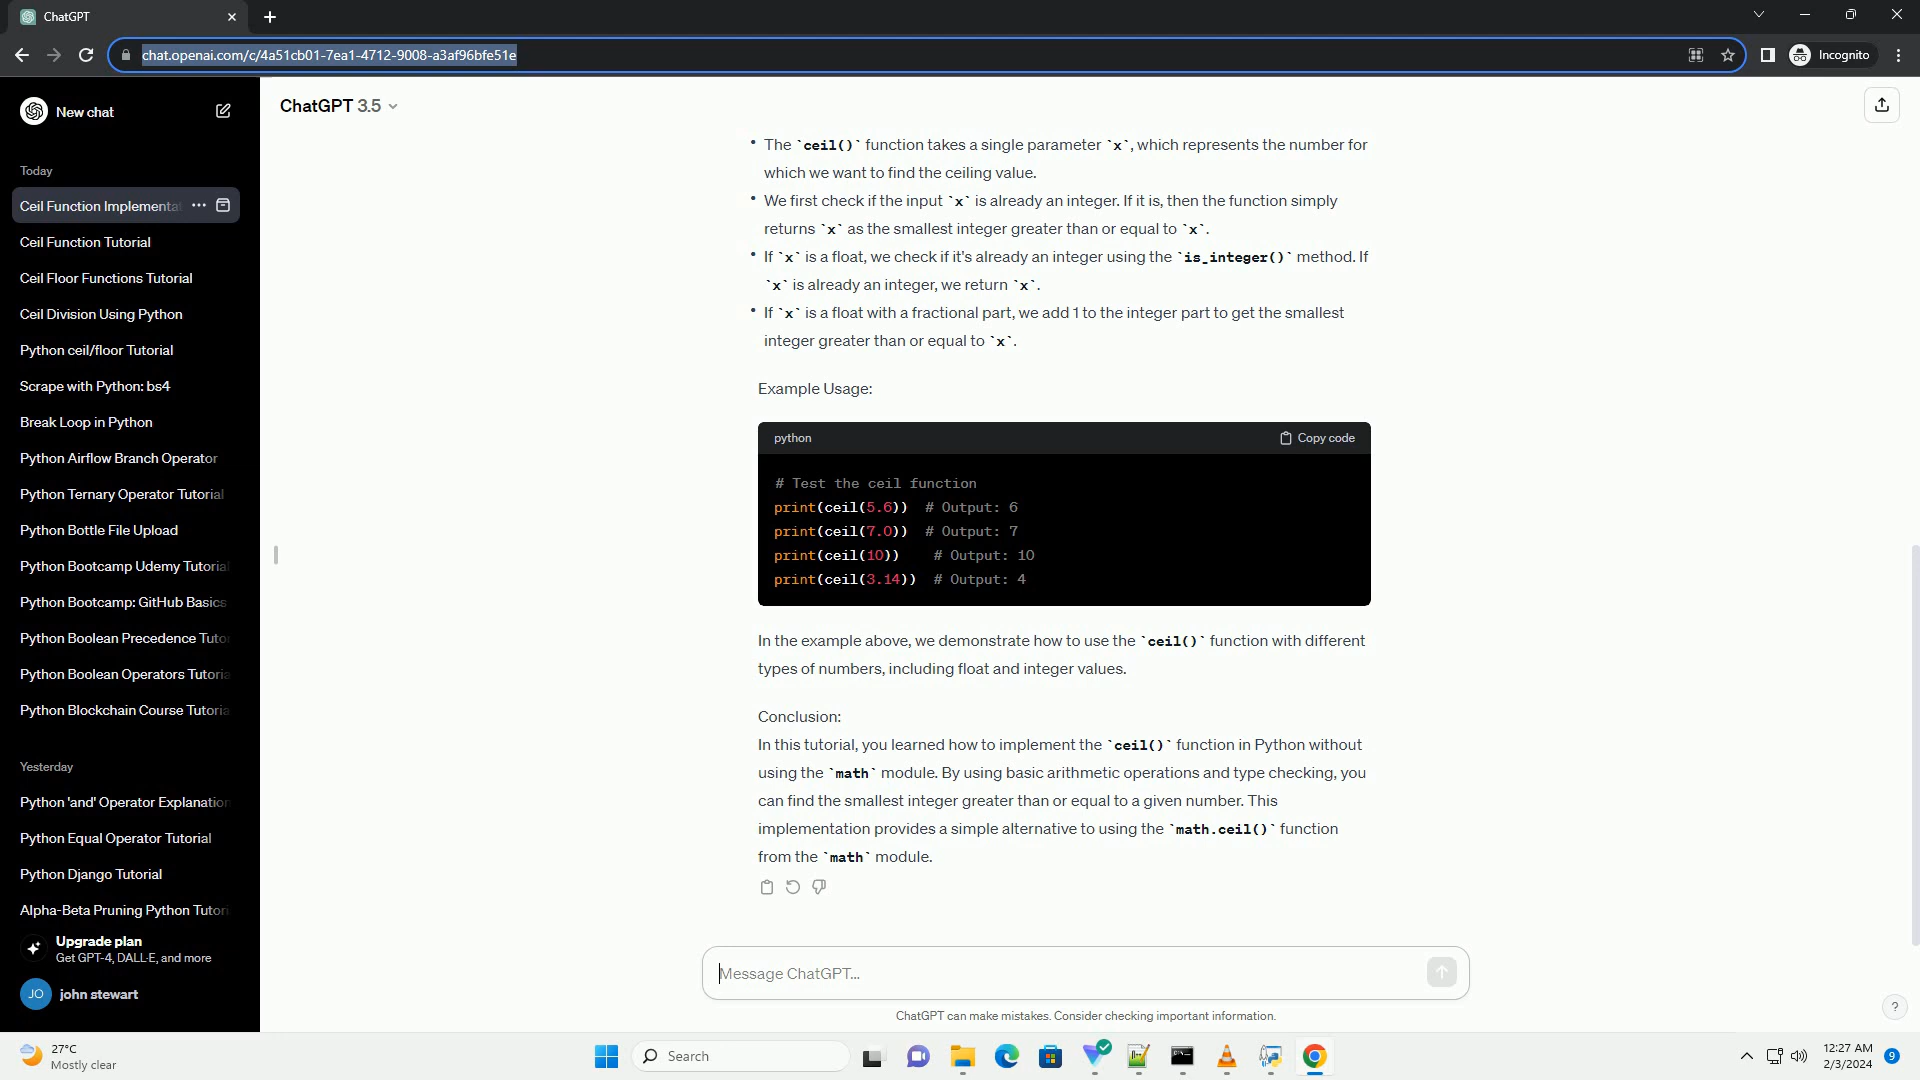 ChatGPT
chat.openai.com/c/4a51cb01-7ea1-4712-9008-a3af96bfe51e
Incognito
New chat
Today
Ceil Function Implementa
Ceil Function Tutorial
Ceil Floor Functions Tutorial
Ceil Division Using Python
Python ceil/floor Tutorial
Scrape with Python: bs4
Break Loop in Python
Python Airflow Branch Operator
Python Ternary Operator Tutorial
Python Bottle File Upload
Python Bootcamp Udemy Tutorial
Python Bootcamp: GitHub Basics
Python Boolean Precedence Tuto
Python Boolean Operators Tutoria
Python Blockchain Course Tutoria
Yesterday
Python 'and' Operator Explanation
Python Equal Operator Tutorial
Python Django Tutorial
Alpha-Beta Pruning Python Tutor
Upgrade plan
Get GPT-4, DALL·E, and more
JO john stewart
ChatGPT 3.5
• The `ceil()` function takes a single parameter `x`, which represents the number for
which we want to find the ceiling value.
• We first check if the input `x` is already an integer. If it is, then the function simply
returns `x` as the smallest integer greater than or equal to `x`.
• If `x` is a float, we check if it's already an integer using the `is_integer()` method. If
`x` is already an integer, we return `x`.
• If `x` is a float with a fractional part, we add 1 to the integer part to get the smallest
integer greater than or equal to `x`.
Example Usage:
python Copy code
# Test the ceil function
print(ceil(5.6))  # Output: 6
print(ceil(7.0))  # Output: 7
print(ceil(10))    # Output: 10
print(ceil(3.14))  # Output: 4
In the example above, we demonstrate how to use the `ceil()` function with different
types of numbers, including float and integer values.
Conclusion:
In this tutorial, you learned how to implement the `ceil()` function in Python without
using the `math` module. By using basic arithmetic operations and type checking, you
can find the smallest integer greater than or equal to a given number. This
implementation provides a simple alternative to using the `math.ceil()` function
from the `math` module.
Message ChatGPT...
ChatGPT can make mistakes. Consider checking important information.
?
27°C
Mostly clear
Search
12:27 AM
2/3/2024
9